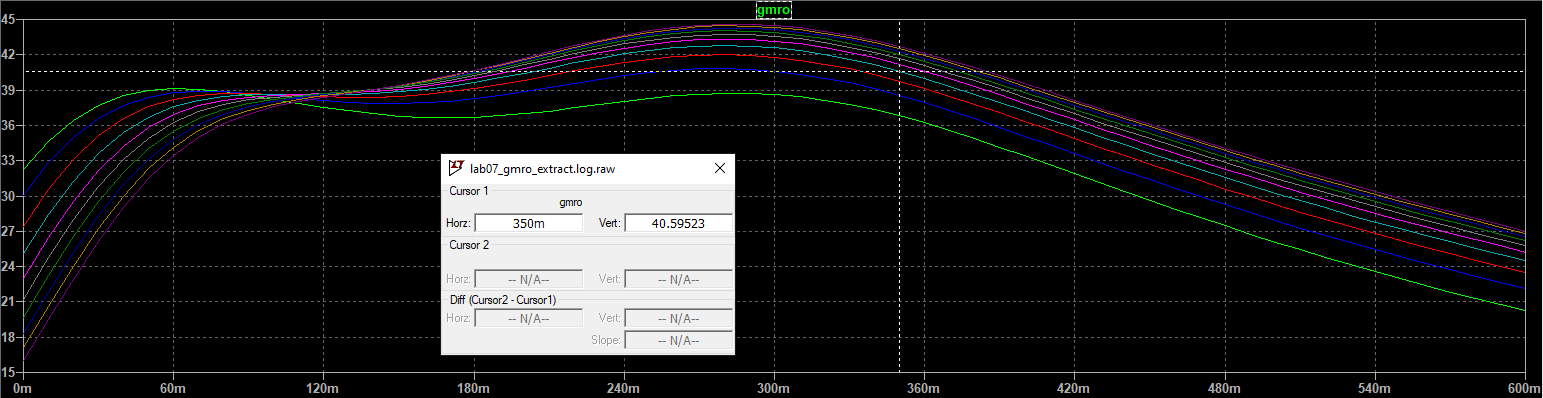 gmro
45
42
39
36
33
30
27
24
21
18
15
0m 60m 120m 180m 240m 300m 360m 420m 480m 540m 600m
lab07_gmro_extract.log.raw
Cursor 1
gmro
Horz: 350m Vert: 40.59523
Cursor 2
Horz: -- N/A-- Vert: -- N/A--
Diff (Cursor2 - Cursor1)
Horz: -- N/A-- Vert: -- N/A--
Slope: -- N/A--